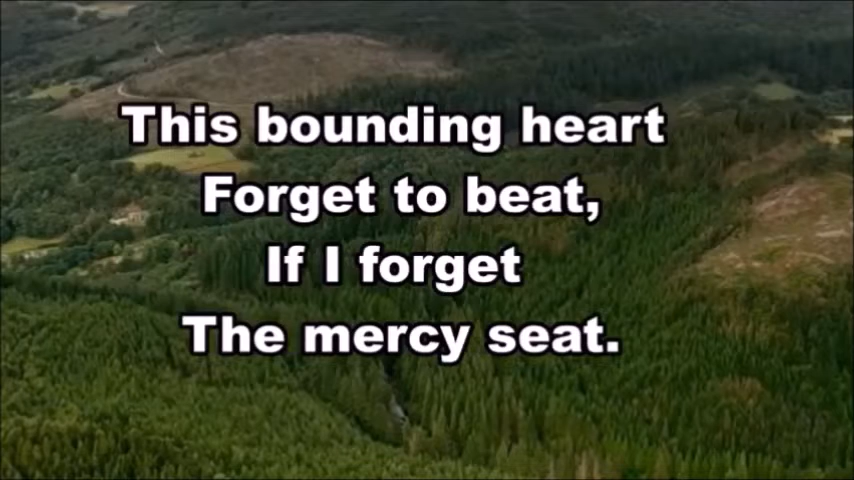 This bounding heart
Forget to beat,
If I forget
The mercy seat.